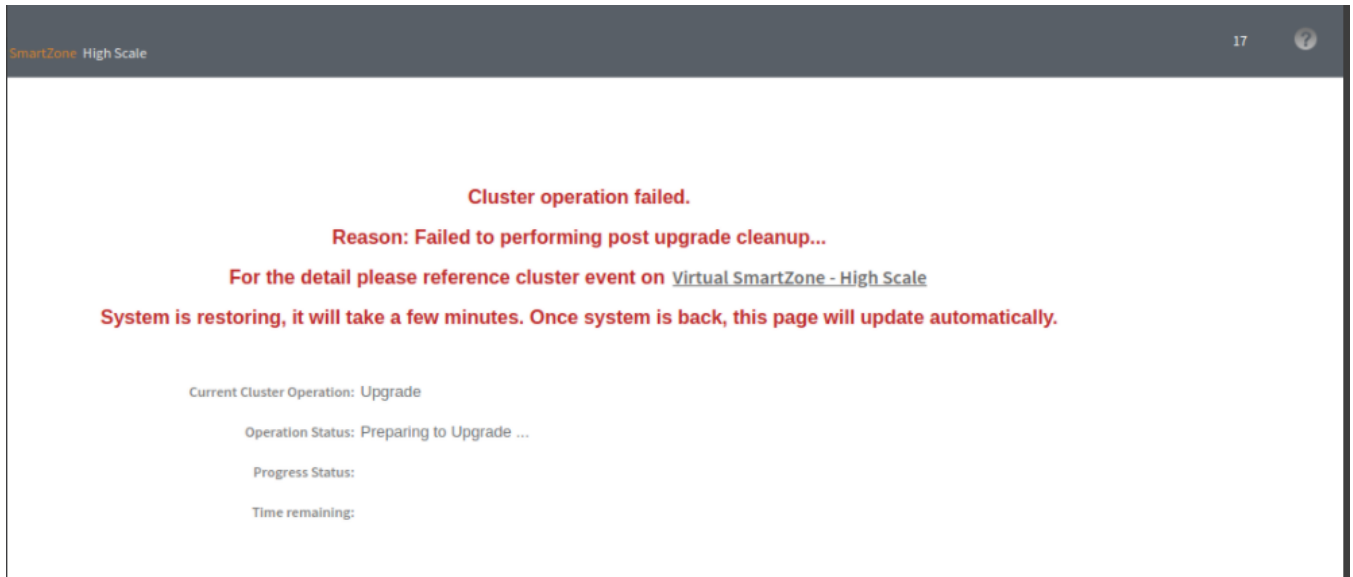 SmartZone High Scale
17
?
Cluster operation failed.
Reason: Failed to performing post upgrade cleanup...
For the detail please reference cluster event on Virtual SmartZone - High Scale
System is restoring, it will take a few minutes. Once system is back, this page will update automatically.
Current Cluster Operation: Upgrade
Operation Status: Preparing to Upgrade ...
Progress Status:
Time remaining: